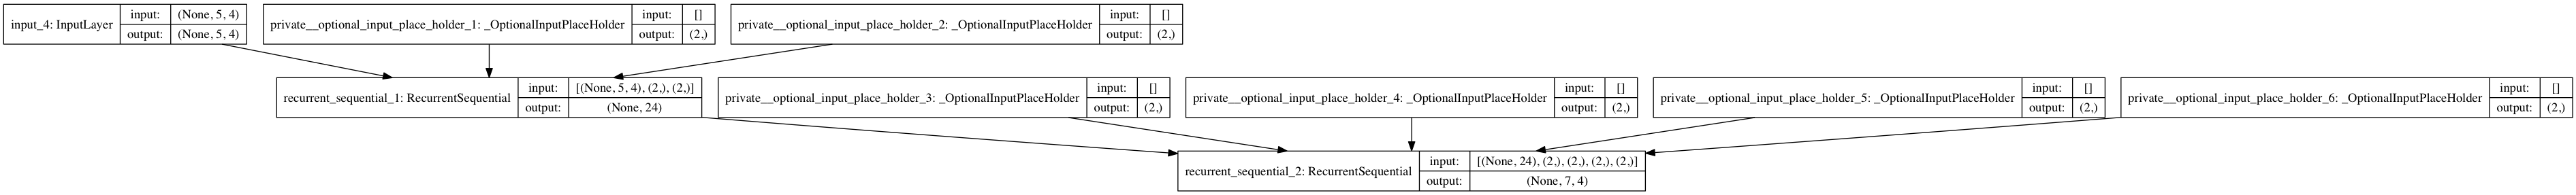 input_4: InputLayer
input: (None, 5, 4)
output: (None, 5, 4)
private__optional_input_place_holder_1: _OptionalInputPlaceHolder
input: []
output: (2,)
private__optional_input_place_holder_2: _OptionalInputPlaceHolder
input: []
output: (2,)
recurrent_sequential_1: RecurrentSequential
input: [(None, 5, 4), (2,), (2,)]
output: (None, 24)
private__optional_input_place_holder_3: _OptionalInputPlaceHolder
input: []
output: (2,)
private__optional_input_place_holder_4: _OptionalInputPlaceHolder
input: []
output: (2,)
private__optional_input_place_holder_5: _OptionalInputPlaceHolder
input: []
output: (2,)
private__optional_input_place_holder_6: _OptionalInputPlaceHolder
input: []
output: (2,)
recurrent_sequential_2: RecurrentSequential
input: [(None, 24), (2,), (2,), (2,), (2,)]
output: (None, 7, 4)